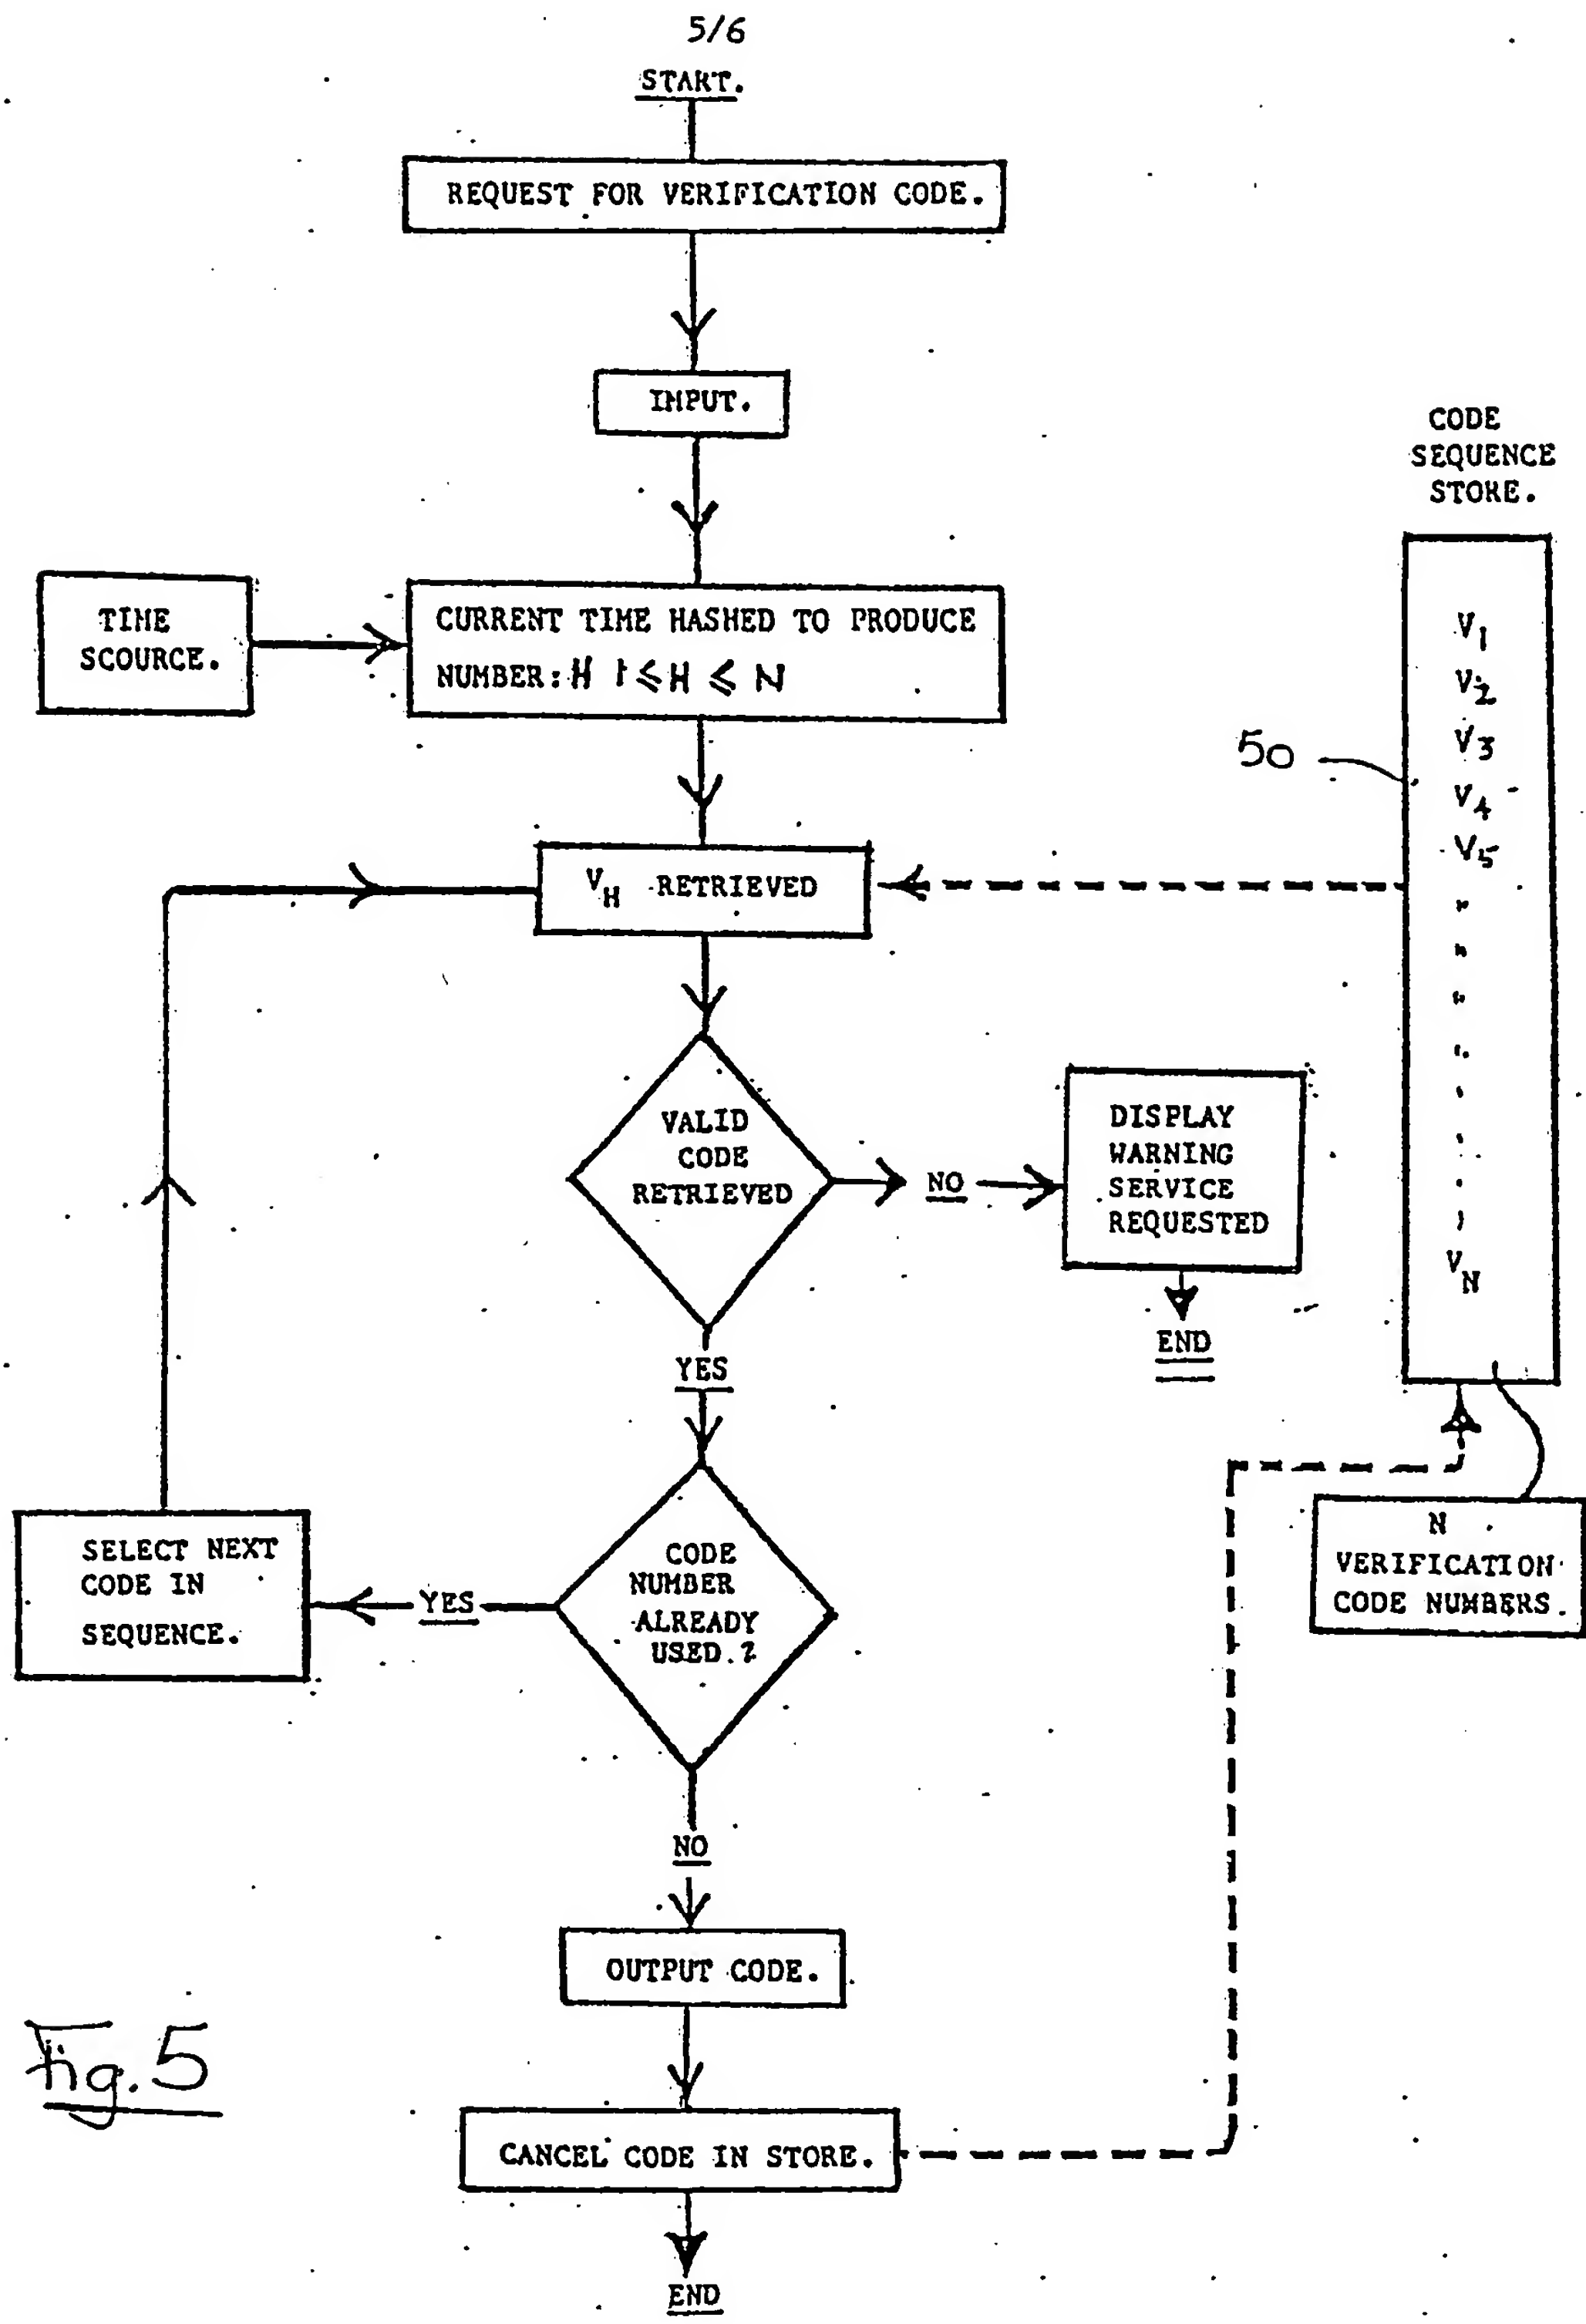 5/6
START.
REQUEST FOR VERIFICATION CODE.
INPUT.
CODE
SEQUENCE
STORE.
TIME
SCOURCE.
CURRENT TIME HASHED TO PRODUCE
NUMBER: H 1 ≤ H ≤ N
V1
V2
V3
V4
V5
50
VH RETRIEVED
VALID
CODE
RETRIEVED
NO
DISPLAY
WARNING
SERVICE
REQUESTED
END
VN
YES
N
VERIFICATION
CODE NUMBERS.
SELECT NEXT
CODE IN
SEQUENCE.
YES
CODE
NUMBER
ALREADY
USED.?
NO
OUTPUT CODE.
Fig. 5
CANCEL CODE IN STORE.
END